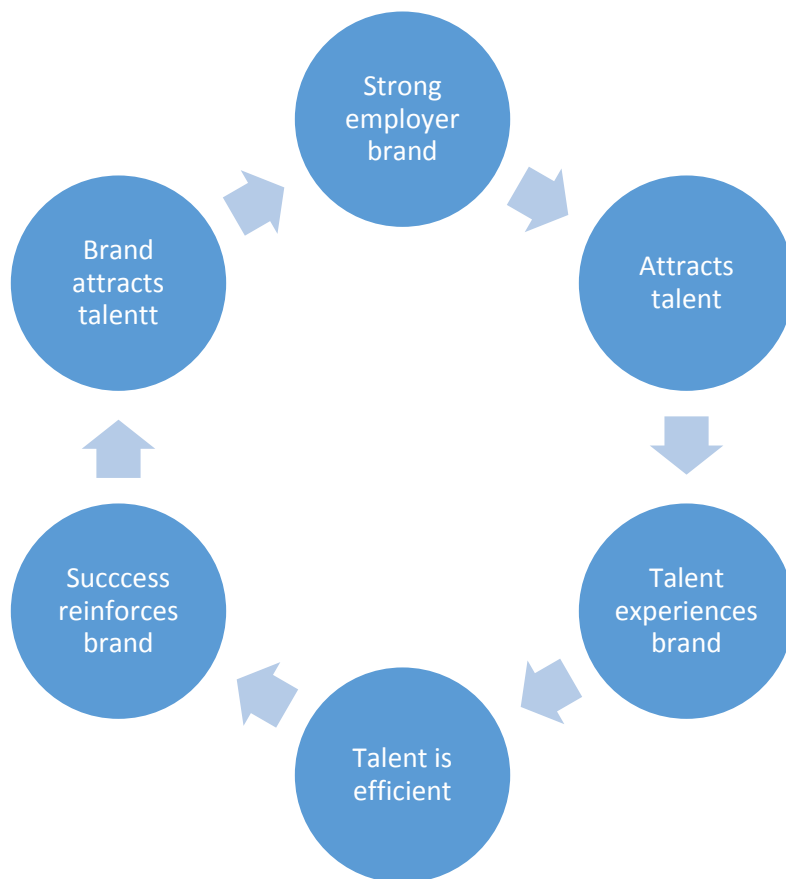 Strong
employer
brand
Attracts
talent
Talent
experiences
brand
Talent is
efficient
Succcess
reinforces
brand
Brand
attracts
talentt